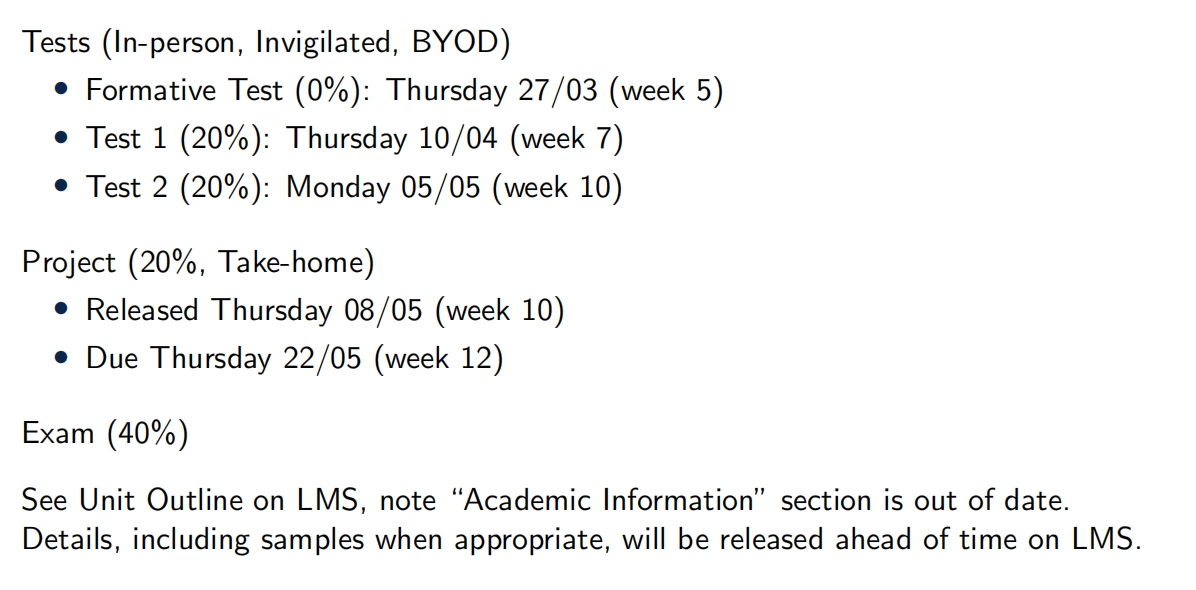 Tests (In-person, Invigilated, BYOD)
• Formative Test (0%): Thursday 27/03 (week 5)
• Test 1 (20%): Thursday 10/04 (week 7)
• Test 2 (20%): Monday 05/05 (week 10)
Project (20%, Take-home)
• Released Thursday 08/05 (week 10)
• Due Thursday 22/05 (week 12)
Exam (40%)
See Unit Outline on LMS, note “Academic Information” section is out of date.
Details, including samples when appropriate, will be released ahead of time on LMS.